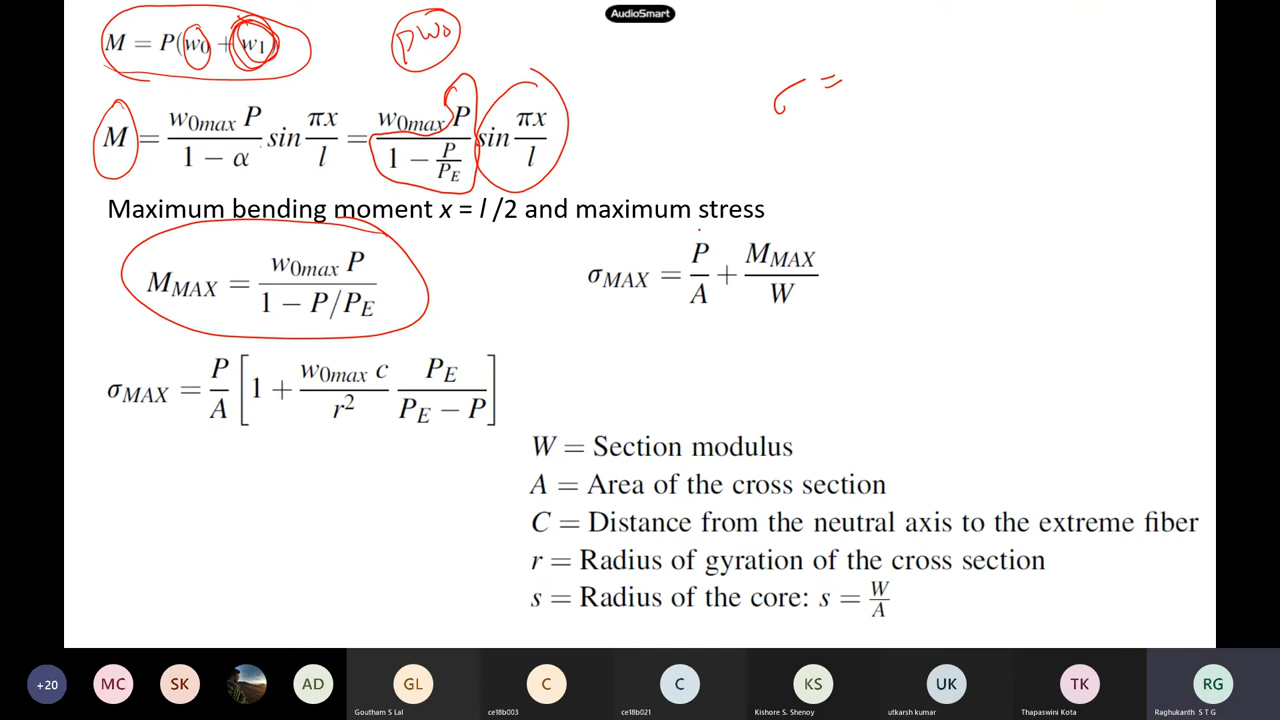 AudioSmart
M = P(w₀ + w₁)
pw₀
σ =
M = w₀ₘₐₓ P / (1 − α) sin πx/l = w₀ₘₐₓ P / (1 − P/P_E) sin πx/l
Maximum bending moment x = l /2 and maximum stress
M_MAX = w₀ₘₐₓ P / (1 − P/P_E)
σ_MAX = P/A + M_MAX/W
σ_MAX = P/A [1 + w₀ₘₐₓ c / r² P_E / (P_E − P)]
W = Section modulus
A = Area of the cross section
C = Distance from the neutral axis to the extreme fiber
r = Radius of gyration of the cross section
s = Radius of the core: s = W/A
+20 MC SK AD GL C C KS UK TK RG
Goutham S Lal ce18b003 ce18b021 Kishore S. Shenoy utkarsh kumar Thapaswini Kota Raghukanth S T G